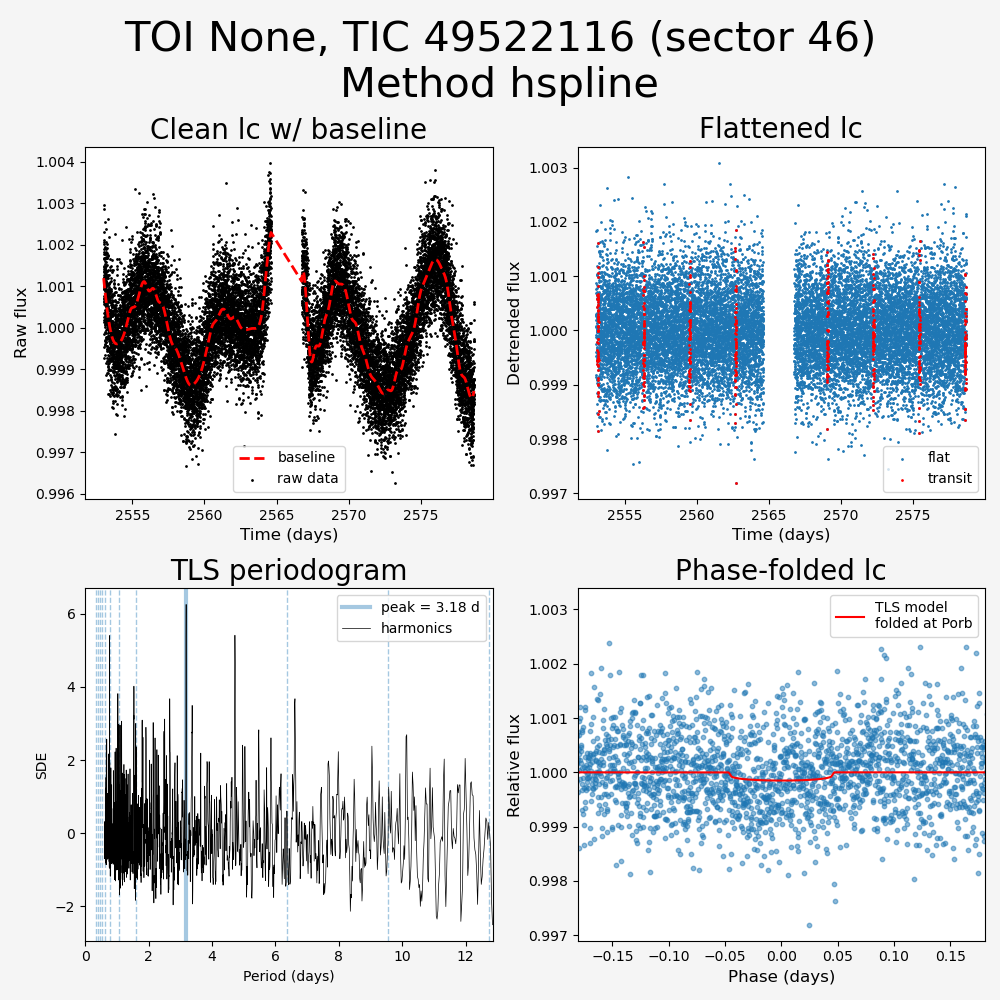 TOI None, TIC 49522116 (sector 46)
Method hspline
Clean lc w/ baseline
Raw flux
1.004
1.003
1.002
1.001
1.000
0.999
0.998
0.997
0.996
baseline
raw data
2555
2560
2565
2570
2575
Time (days)
Flattened lc
Detrended flux
1.003
1.002
1.001
1.000
0.999
0.998
0.997
flat
transit
2555
2560
2565
2570
2575
Time (days)
TLS periodogram
SDE
6
4
2
0
−2
peak = 3.18 d
harmonics
0
2
4
6
8
10
12
Period (days)
Phase-folded lc
Relative flux
1.003
1.002
1.001
1.000
0.999
0.998
0.997
TLS model
folded at Porb
−0.15
−0.10
−0.05
0.00
0.05
0.10
0.15
Phase (days)